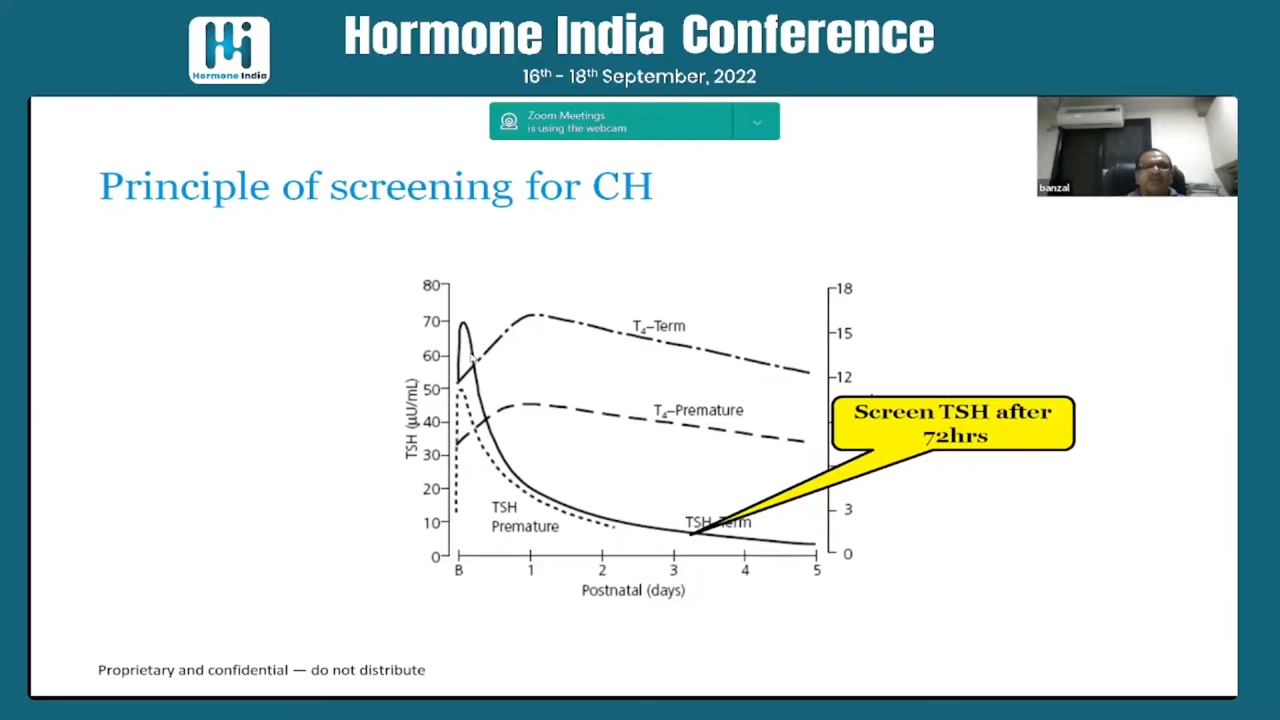 Hormone India Conference
Hormone India
16th - 18th September, 2022
Zoom Meetings
is using the webcam
banzal
Principle of screening for CH
80
70
60
50
40
30
20
10
0
TSH (µU/mL)
18
15
12
3
0
T4–Term
T4–Premature
Screen TSH after
72hrs
TSH
Premature
TSH–Term
B
1
2
3
4
5
Postnatal (days)
Proprietary and confidential — do not distribute